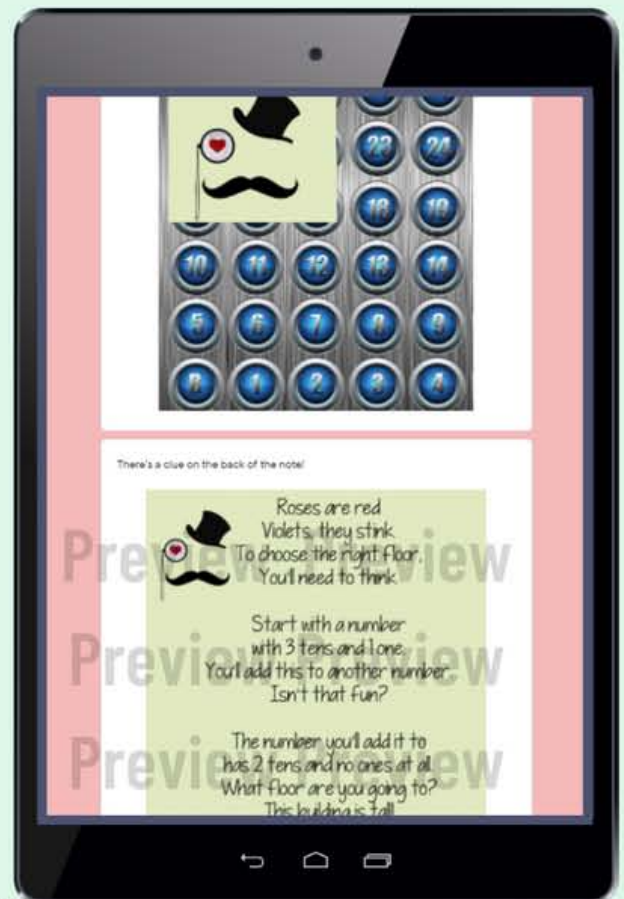 23 24
18 19
10 11 12 13 14
5 6 7 8 9
0 1 2 3 4
There's a clue on the back of the note!
Roses are red
Violets, they stink.
To choose the right floor,
You'll need to think.
Start with a number
with 3 tens and 1 one.
You'll add this to another number.
Isn't that fun?
The number you'll add it to
has 2 tens and no ones at all.
What floor are you going to?
This building is tall!
Preview Preview
Preview Preview
Preview Preview